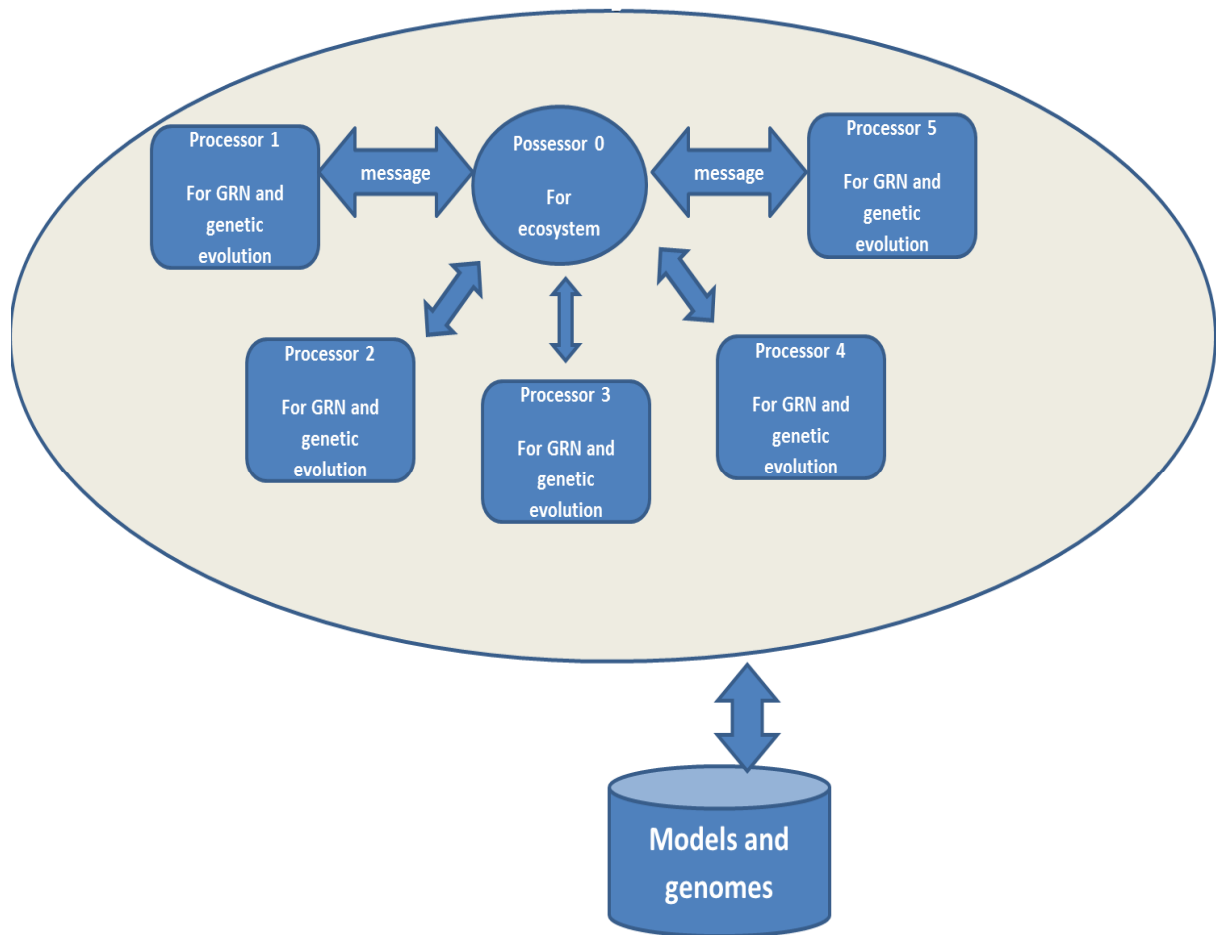 Processor 1
For GRN and
genetic
evolution
message
Possessor 0
For
ecosystem
message
Processor 5
For GRN and
genetic
evolution
Processor 2
For GRN and
genetic
evolution
Processor 3
For GRN and
genetic
evolution
Processor 4
For GRN and
genetic
evolution
Models and
genomes